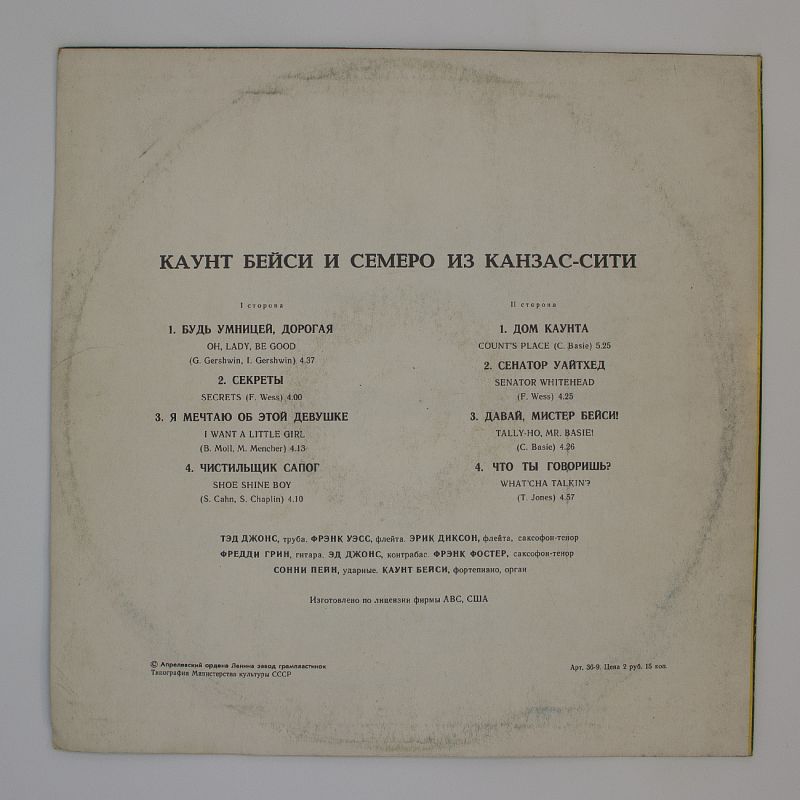 КАУНТ БЕЙСИ И СЕМЕРО ИЗ КАНЗАС-СИТИ
I сторона
1. БУДЬ УМНИЦЕЙ, ДОРОГАЯ
OH, LADY, BE GOOD
(G. Gershwin, I. Gershwin) 4.37
2. СЕКРЕТЫ
SECRETS (F. Wess) 4.00
3. Я МЕЧТАЮ ОБ ЭТОЙ ДЕВУШКЕ
I WANT A LITTLE GIRL
(B. Moll, M. Mencher) 4.13
4. ЧИСТИЛЬЩИК САПОГ
SHOE SHINE BOY
(S. Cahn, S. Chaplin) 4.10
II сторона
1. ДОМ КАУНТА
COUNT'S PLACE (C. Basie) 5.25
2. СЕНАТОР УАЙТХЕД
SENATOR WHITEHEAD
(F. Wess) 4.25
3. ДАВАЙ, МИСТЕР БЕЙСИ!
TALLY-HO, MR. BASIE!
(C. Basie) 4.26
4. ЧТО ТЫ ГОВОРИШЬ?
WHAT'CHA TALKIN'?
(T. Jones) 4.57
ТЭД ДЖОНС, труба. ФРЭНК УЭСС, флейта. ЭРИК ДИКСОН, флейта, саксофон-тенор
ФРЕДДИ ГРИН, гитара. ЭД ДЖОНС, контрабас. ФРЭНК ФОСТЕР, саксофон-тенор
СОННИ ПЕЙН, ударные. КАУНТ БЕЙСИ, фортепиано, орган
Изготовлено по лицензии фирмы ABC, США
© Апрелевский ордена Ленина завод грампластинок
Типография Министерства культуры СССР
Арт. 36-9. Цена 2 руб. 15 коп.